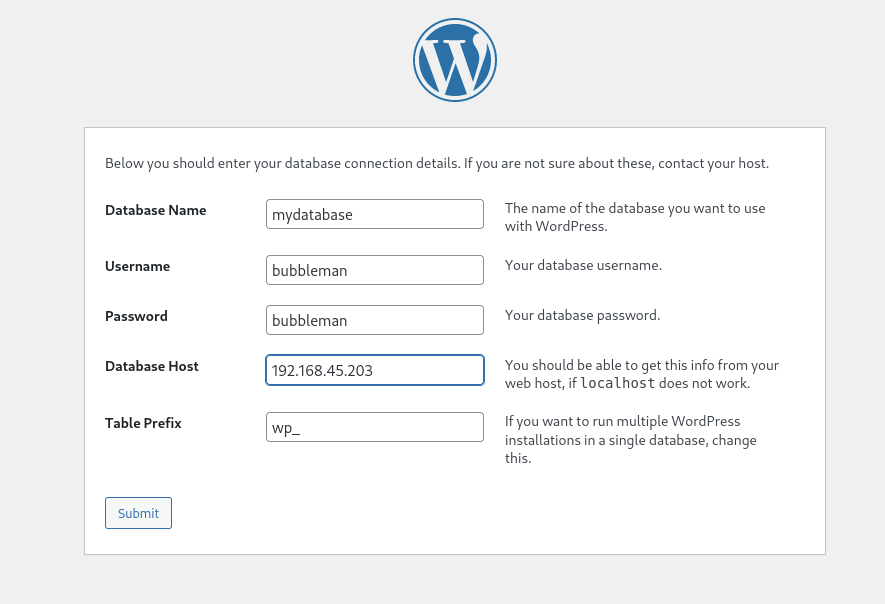 Below you should enter your database connection details. If you are not sure about these, contact your host.
Database Name
mydatabase
The name of the database you want to use
with WordPress.
Username
bubbleman
Your database username.
Password
bubbleman
Your database password.
Database Host
192.168.45.203
You should be able to get this info from your
web host, if localhost does not work.
Table Prefix
wp_
If you want to run multiple WordPress
installations in a single database, change
this.
Submit